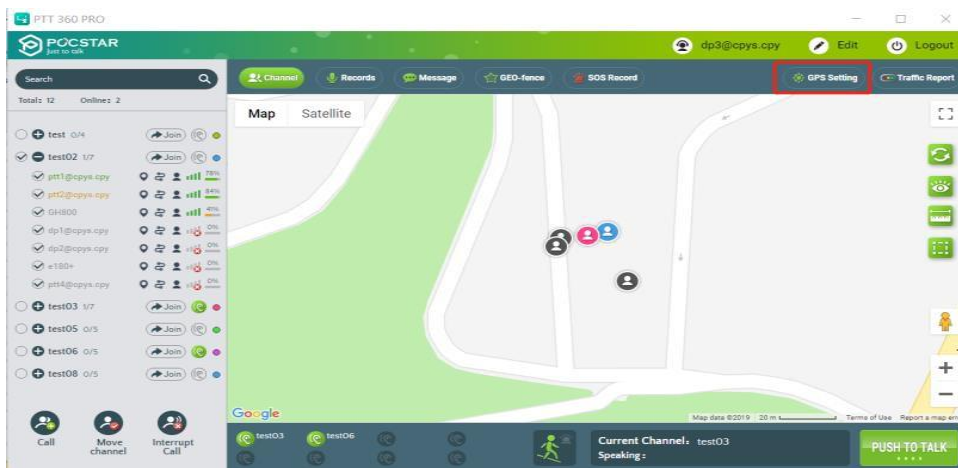 PTT 360 PRO
POCSTAR
Just to talk
dp3@cpys.cpy
Edit
Logout
Search
Channel
Records
Message
GEO-fence
SOS Record
GPS Setting
Traffic Report
Total: 12 Online: 2
Map Satellite
test 0/4 Join
test02 1/7 Join
ptt1@cpys.cpy 78%
ptt2@cpys.cpy 84%
GH800 41%
dp1@cpys.cpy 0%
dp2@cpys.cpy 0%
e180+ 0%
ptt4@cpys.cpy 0%
test03 1/7 Join
test05 0/5 Join
test06 0/5 Join
test08 0/5 Join
Call
Move channel
Interrupt Call
Google
Map data ©2019 20 m Terms of Use Report a map err
test03 test06
Current Channel: test03
Speaking :
PUSH TO TALK